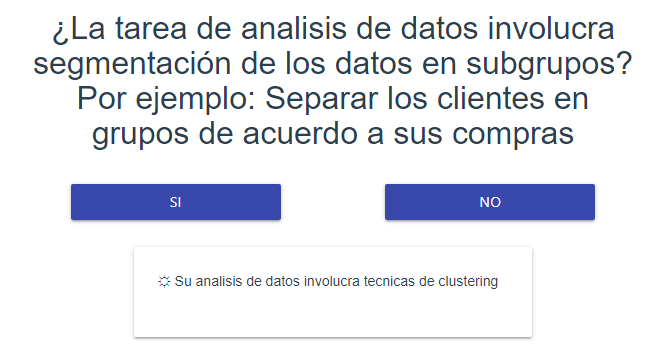 ¿La tarea de analisis de datos involucra
segmentación de los datos en subgrupos?
Por ejemplo: Separar los clientes en
grupos de acuerdo a sus compras
SI
NO
Su analisis de datos involucra tecnicas de clustering